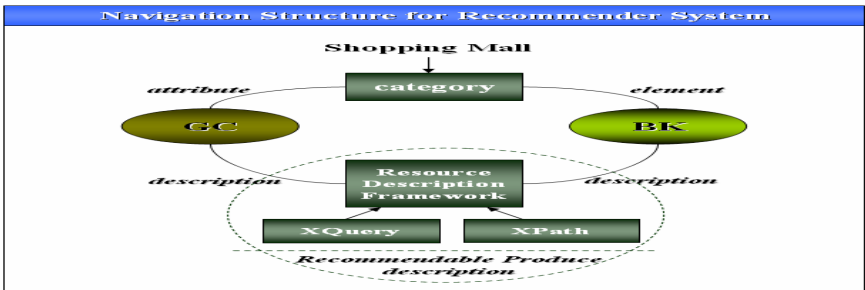 Navigation Structure for Recommender System
Shopping Mall
attribute
category
element
GC
BK
description
Resource
Description
Framework
description
XQuery
XPath
Recommendable Produce
description